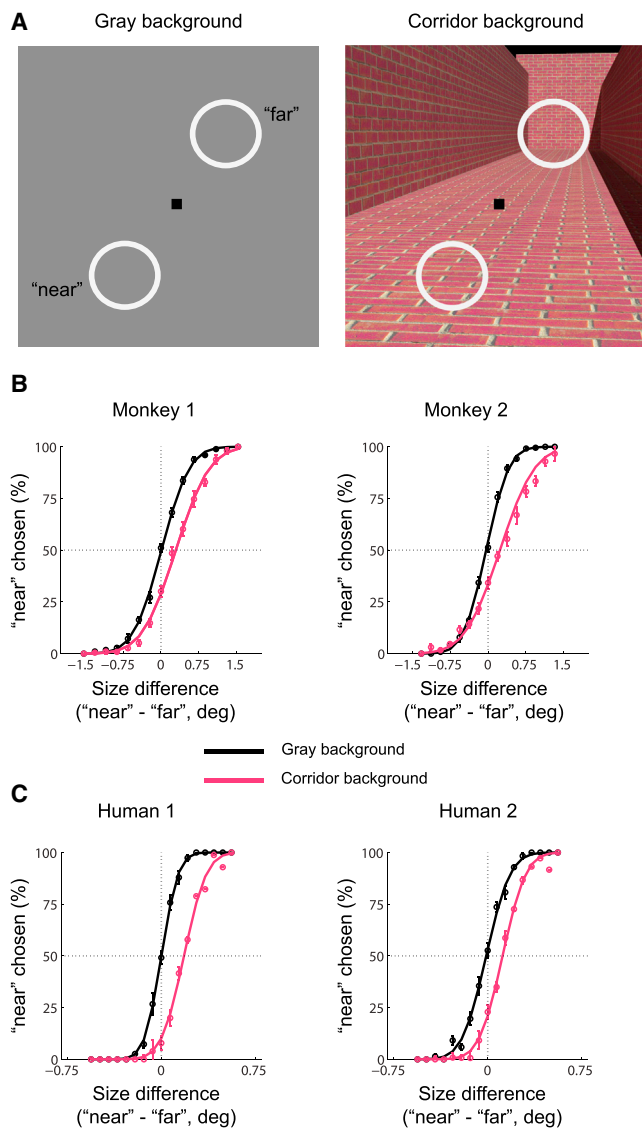 A
Gray background
Corridor background
“far”
“near”
B
Monkey 1
Monkey 2
“near” chosen (%)
100
75
50
25
0
−1.5
−0.75
0
0.75
1.5
Size difference
(“near” - “far”, deg)
“near” chosen (%)
100
75
50
25
0
−1.5
−0.75
0
0.75
1.5
Size difference
(“near” - “far”, deg)
Gray background
Corridor background
C
Human 1
Human 2
“near” chosen (%)
100
75
50
25
0
−0.75
0
0.75
Size difference
(“near” - “far”, deg)
“near” chosen (%)
100
75
50
25
0
−0.75
0
0.75
Size difference
(“near” - “far”, deg)